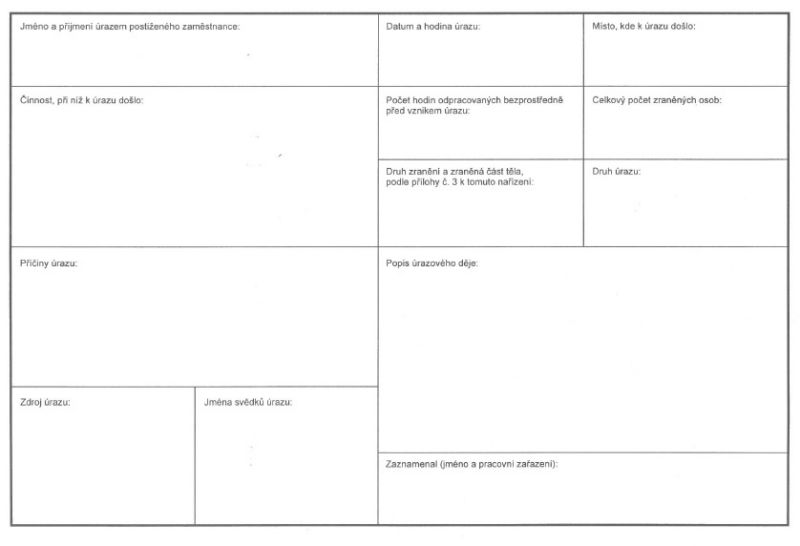 Jméno a příjmení úrazem postiženého zaměstnance:
Datum a hodina úrazu:
Místo, kde k úrazu došlo:
Činnost, při niž k úrazu došlo:
Počet hodin odpracovaných bezprostředně
před vznikem úrazu:
Celkový počet zraněných osob:
Druh zranění a zraněná část těla,
podle přílohy č. 3 k tomuto nařízení:
Druh úrazu:
Příčiny úrazu:
Popis úrazového děje:
Zdroj úrazu:
Jména svědků úrazu:
Zaznamenal (jméno a pracovní zařazení):